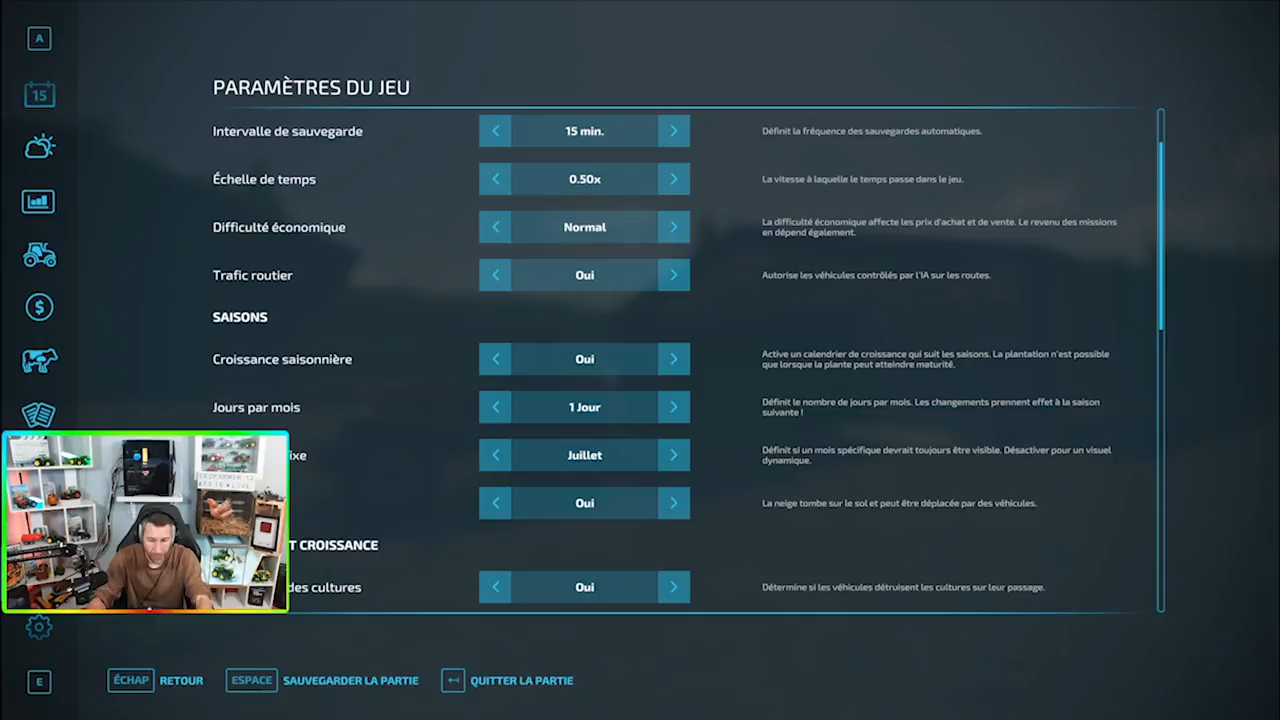 A
15
PARAMÈTRES DU JEU
Intervalle de sauvegarde
15 min.
Définit la fréquence des sauvegardes automatiques.
Échelle de temps
0.50x
La vitesse à laquelle le temps passe dans le jeu.
Difficulté économique
Normal
La difficulté économique affecte les prix d'achat et de vente. Le revenu des missions
en dépend également.
Trafic routier
Oui
Autorise les véhicules contrôlés par l'IA sur les routes.
SAISONS
Croissance saisonnière
Oui
Active un calendrier de croissance qui suit les saisons. La plantation n'est possible
que lorsque la plante peut atteindre maturité.
Jours par mois
1 Jour
Définit le nombre de jours par mois. Les changements prennent effet à la saison
suivante !
ixe
Juillet
Définit si un mois spécifique devrait toujours être visible. Désactiver pour un visuel
dynamique.
Oui
La neige tombe sur le sol et peut être déplacée par des véhicules.
T CROISSANCE
des cultures
Oui
Détermine si les véhicules détruisent les cultures sur leur passage.
E
ÉCHAP RETOUR
ESPACE SAUVEGARDER LA PARTIE
QUITTER LA PARTIE